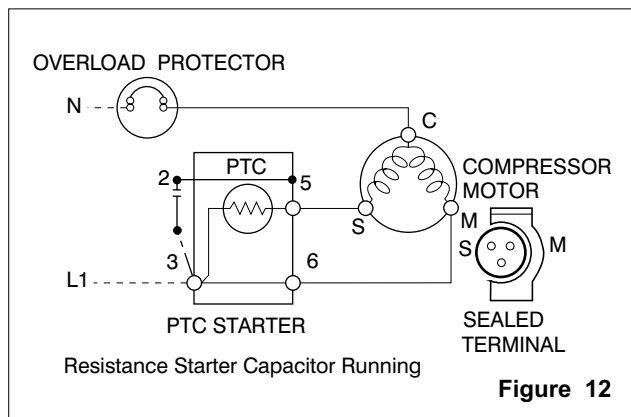 OVERLOAD PROTECTOR
N
C
PTC
2
5
COMPRESSOR
MOTOR
S
M
S
M
3
6
L1
PTC STARTER
SEALED
TERMINAL
Resistance Starter Capacitor Running
Figure 12